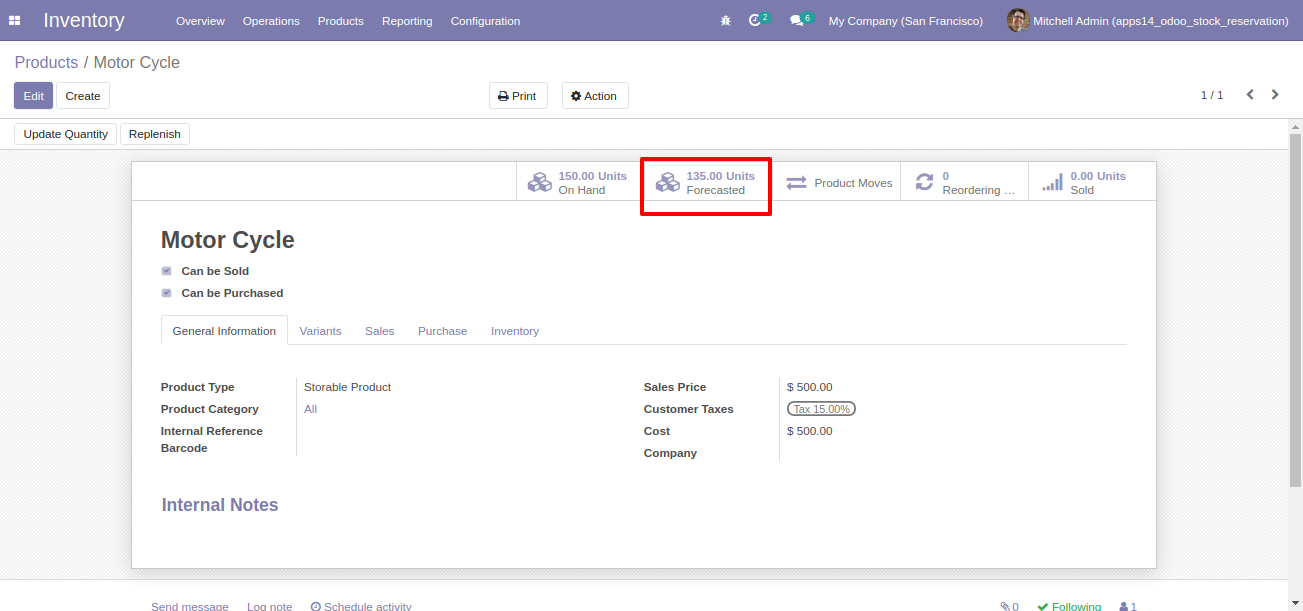 Inventory Overview Operations Products Reporting Configuration 2 6 My Company (San Francisco) Mitchell Admin (apps14_odoo_stock_reservation)
Products / Motor Cycle
Edit Create Print Action 1 / 1
Update Quantity Replenish
150.00 Units
On Hand
135.00 Units
Forecasted
Product Moves
0
Reordering ...
0.00 Units
Sold
Motor Cycle
Can be Sold
Can be Purchased
General Information Variants Sales Purchase Inventory
Product Type Storable Product
Product Category All
Internal Reference
Barcode
Sales Price $ 500.00
Customer Taxes Tax 15.00%
Cost $ 500.00
Company
Internal Notes
Send message Log note Schedule activity 0 Following 1